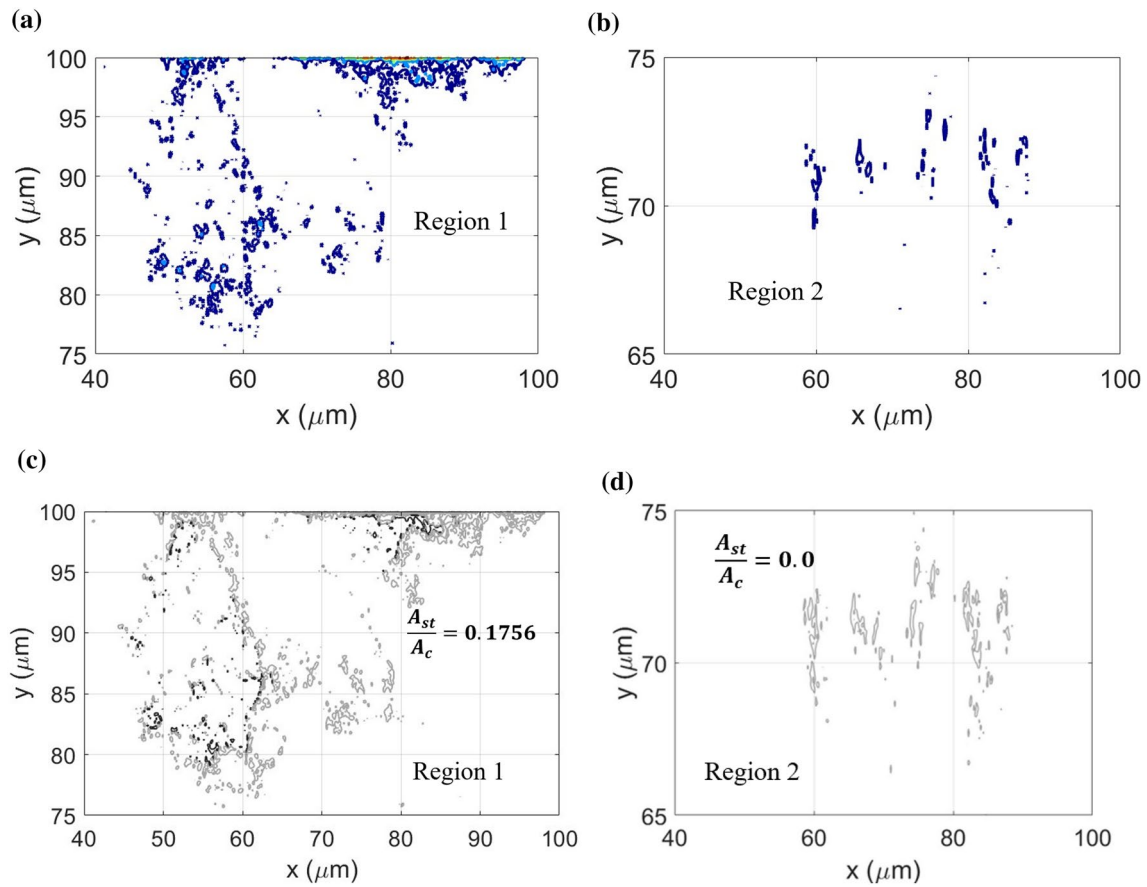 (a)
(b)
100
95
90
85
80
75
40
60
80
100
y (μm)
x (μm)
Region 1
75
70
65
40
60
80
100
y (μm)
x (μm)
Region 2
(c)
(d)
100
95
90
85
80
75
40
50
60
70
80
90
100
y (μm)
x (μm)
A_st/A_c = 0.1756
Region 1
75
70
65
40
60
80
100
y (μm)
x (μm)
A_st/A_c = 0.0
Region 2